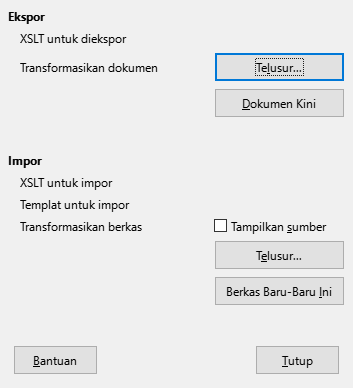 Ekspor
XSLT untuk diekspor
Transformasikan dokumen
Telusur...
Dokumen Kini
Impor
XSLT untuk impor
Templat untuk impor
Transformasikan berkas
Tampilkan sumber
Telusur...
Berkas Baru-Baru Ini
Bantuan
Tutup